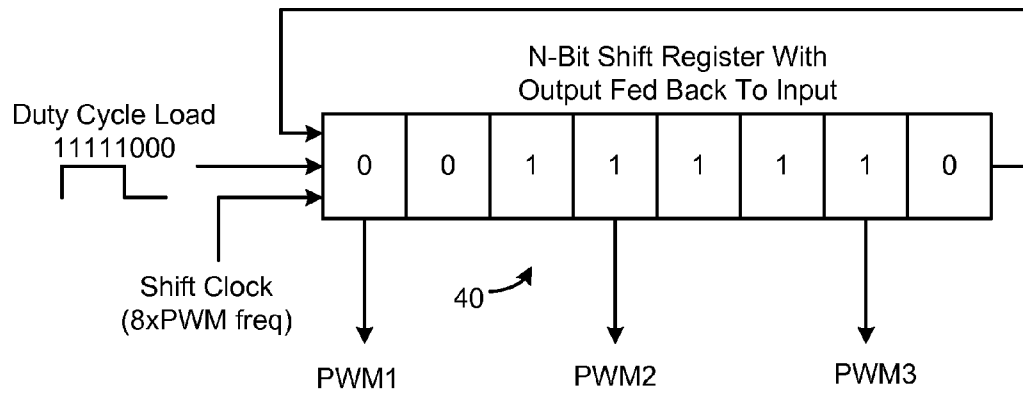 N-Bit Shift Register With
Output Fed Back To Input
Duty Cycle Load
11111000
0 0 1 1 1 1 1 0
Shift Clock
(8xPWM freq)
40
PWM1 PWM2 PWM3